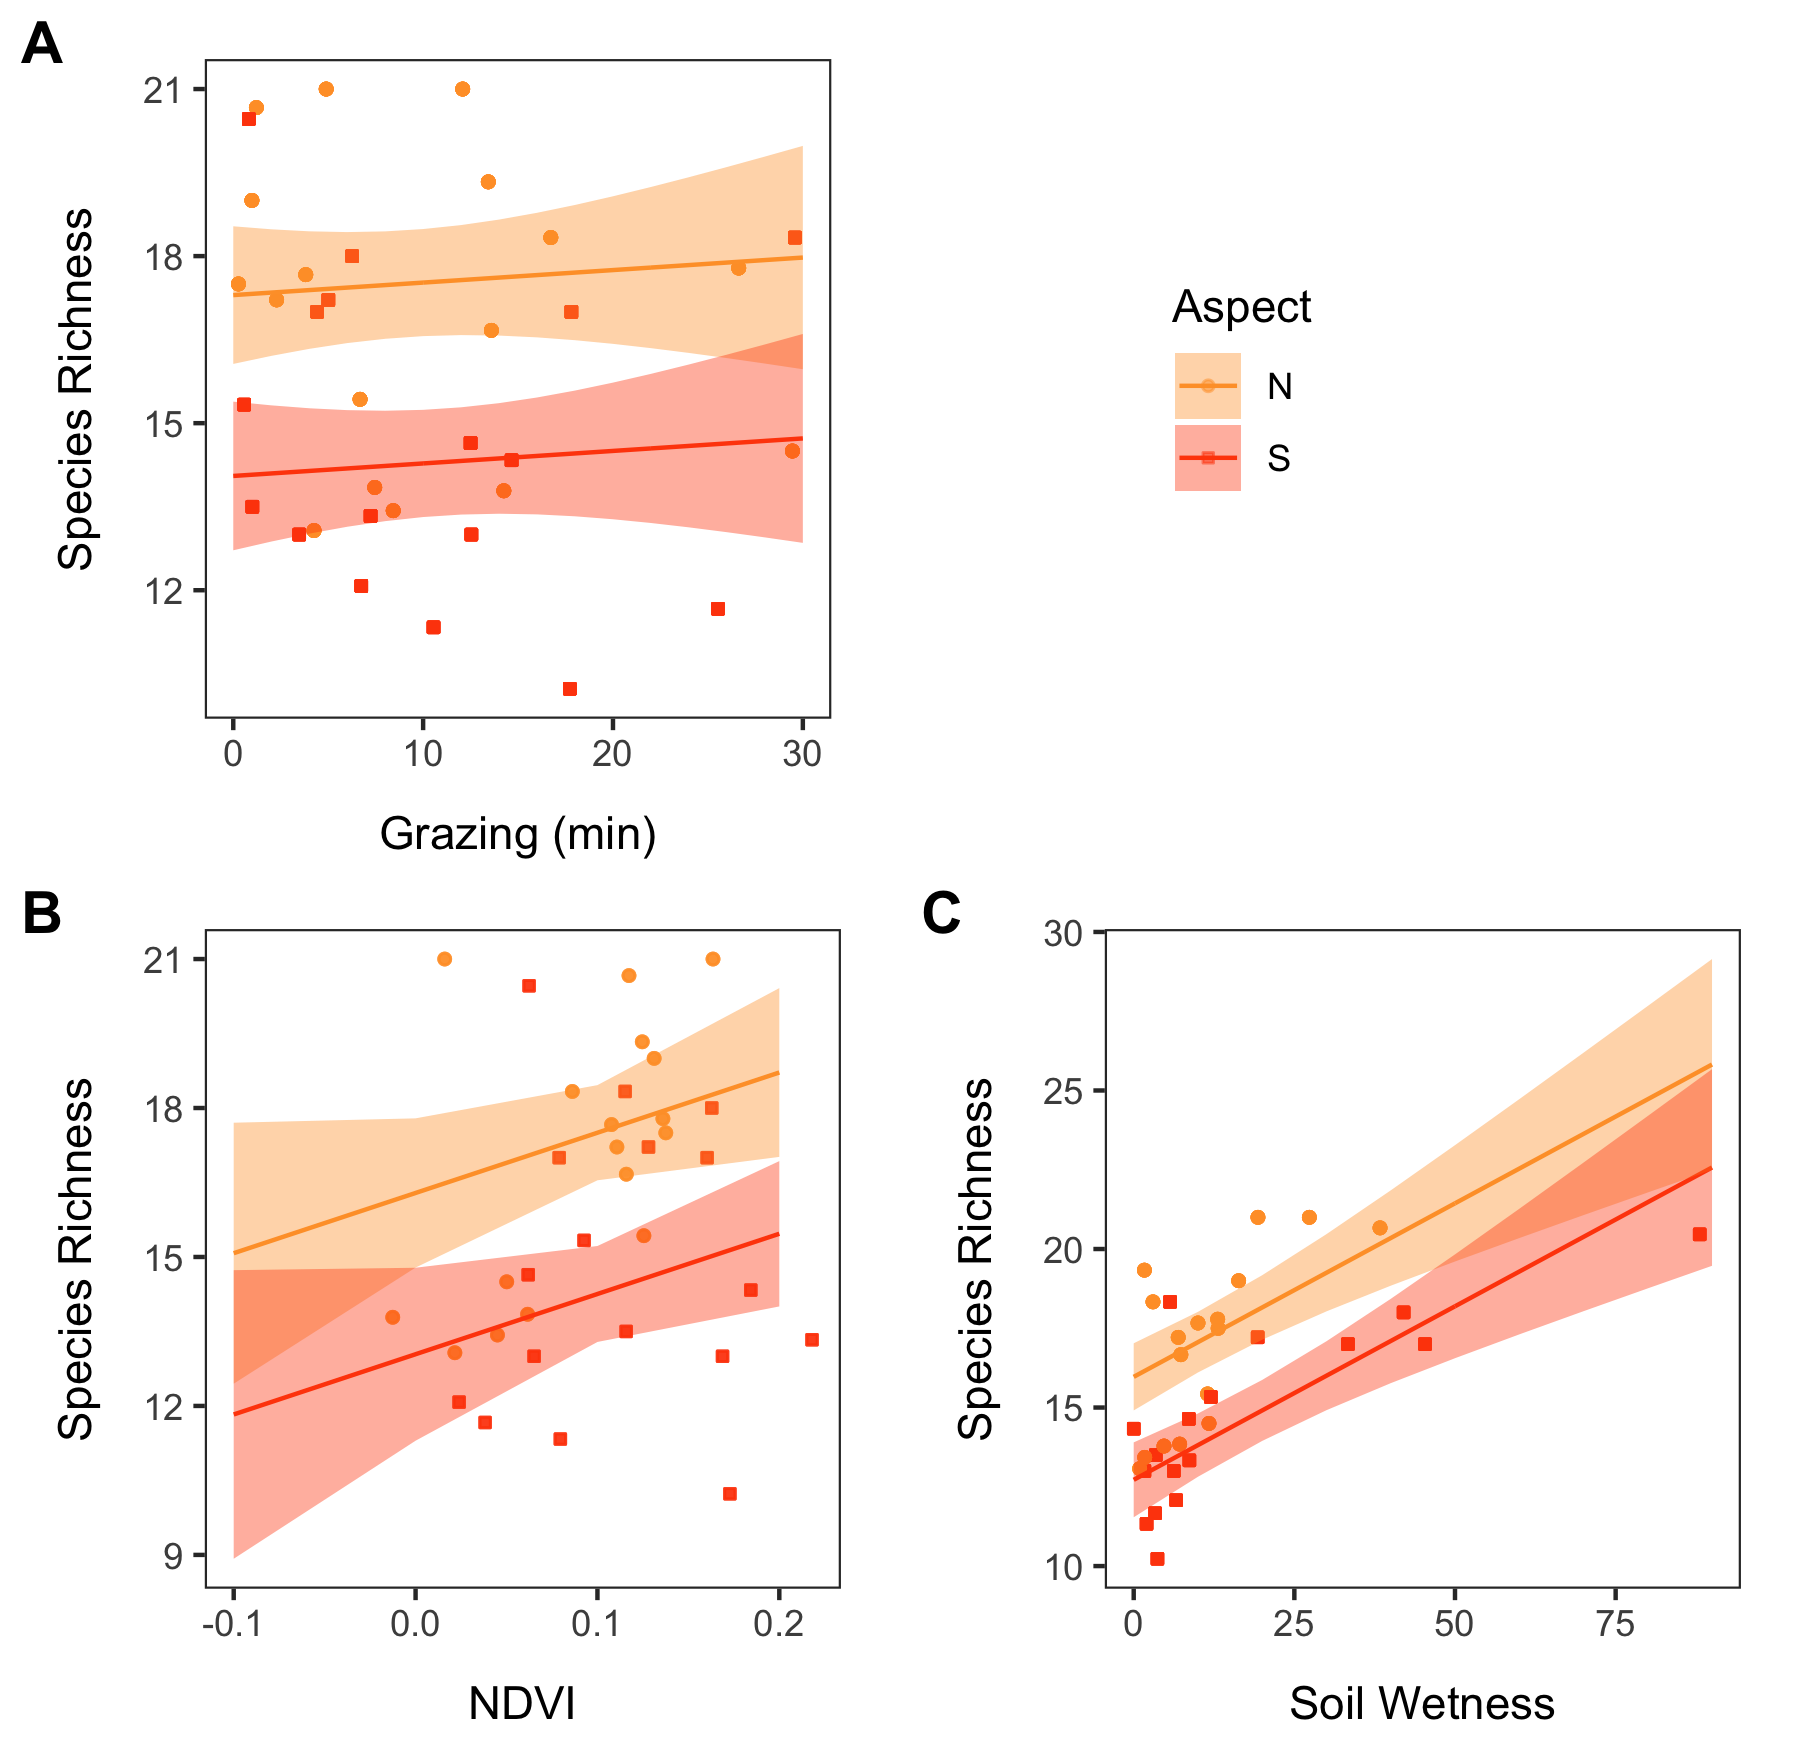 A
Species Richness
21
18
15
12
0 10 20 30
Grazing (min)
Aspect
N
S
B
Species Richness
21
18
15
12
9
-0.1 0.0 0.1 0.2
NDVI
C
Species Richness
30
25
20
15
10
0 25 50 75
Soil Wetness